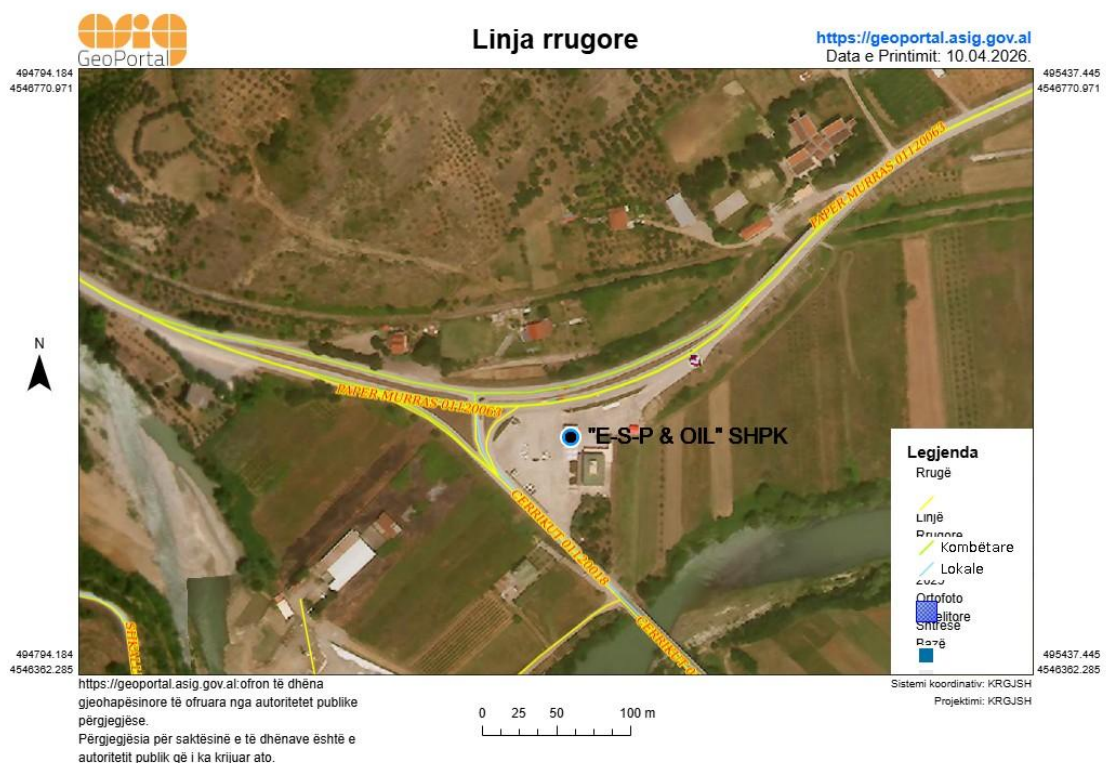 asig
GeoPortal
Linja rrugore
https://geoportal.asig.gov.al
Data e Printimit: 10.04.2026.
494794.184
4546770.971
495437.445
4546770.971
PAPER MURRAS 01120063
PAPER MURRAS 01120063
"E-S-P & OIL" SHPK
CERRIKUT 01120018
N
Legjenda
Rrugë
Linjë
Rrugore
Kombëtare
Lokale
2025
Ortofoto
Shtresë
Bazë
494794.184
4546362.285
495437.445
4546362.285
https://geoportal.asig.gov.al:ofron të dhëna
gjeohapësinore të ofruara nga autoritetet publike
përgjegjëse.
Përgjegjësia për saktësinë e të dhënave është e
autoritetit publik që i ka krijuar ato.
0 25 50 100 m
Sistemi koordinativ: KRGJSH
Projektimi: KRGJSH